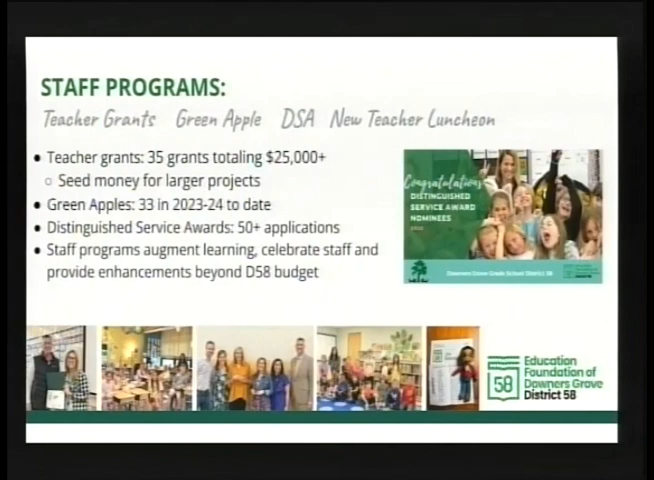 STAFF PROGRAMS:
Teacher Grants Green Apple DSA New Teacher Luncheon
• Teacher grants: 35 grants totaling $25,000+
○ Seed money for larger projects
• Green Apples: 33 in 2023-24 to date
• Distinguished Service Awards: 50+ applications
• Staff programs augment learning, celebrate staff and
provide enhancements beyond D58 budget
Congratulations
DISTINGUISHED
SERVICE AWARD
NOMINEES
Downers Grove Grade School District 58
58
Education
Foundation of
Downers Grove
District 58